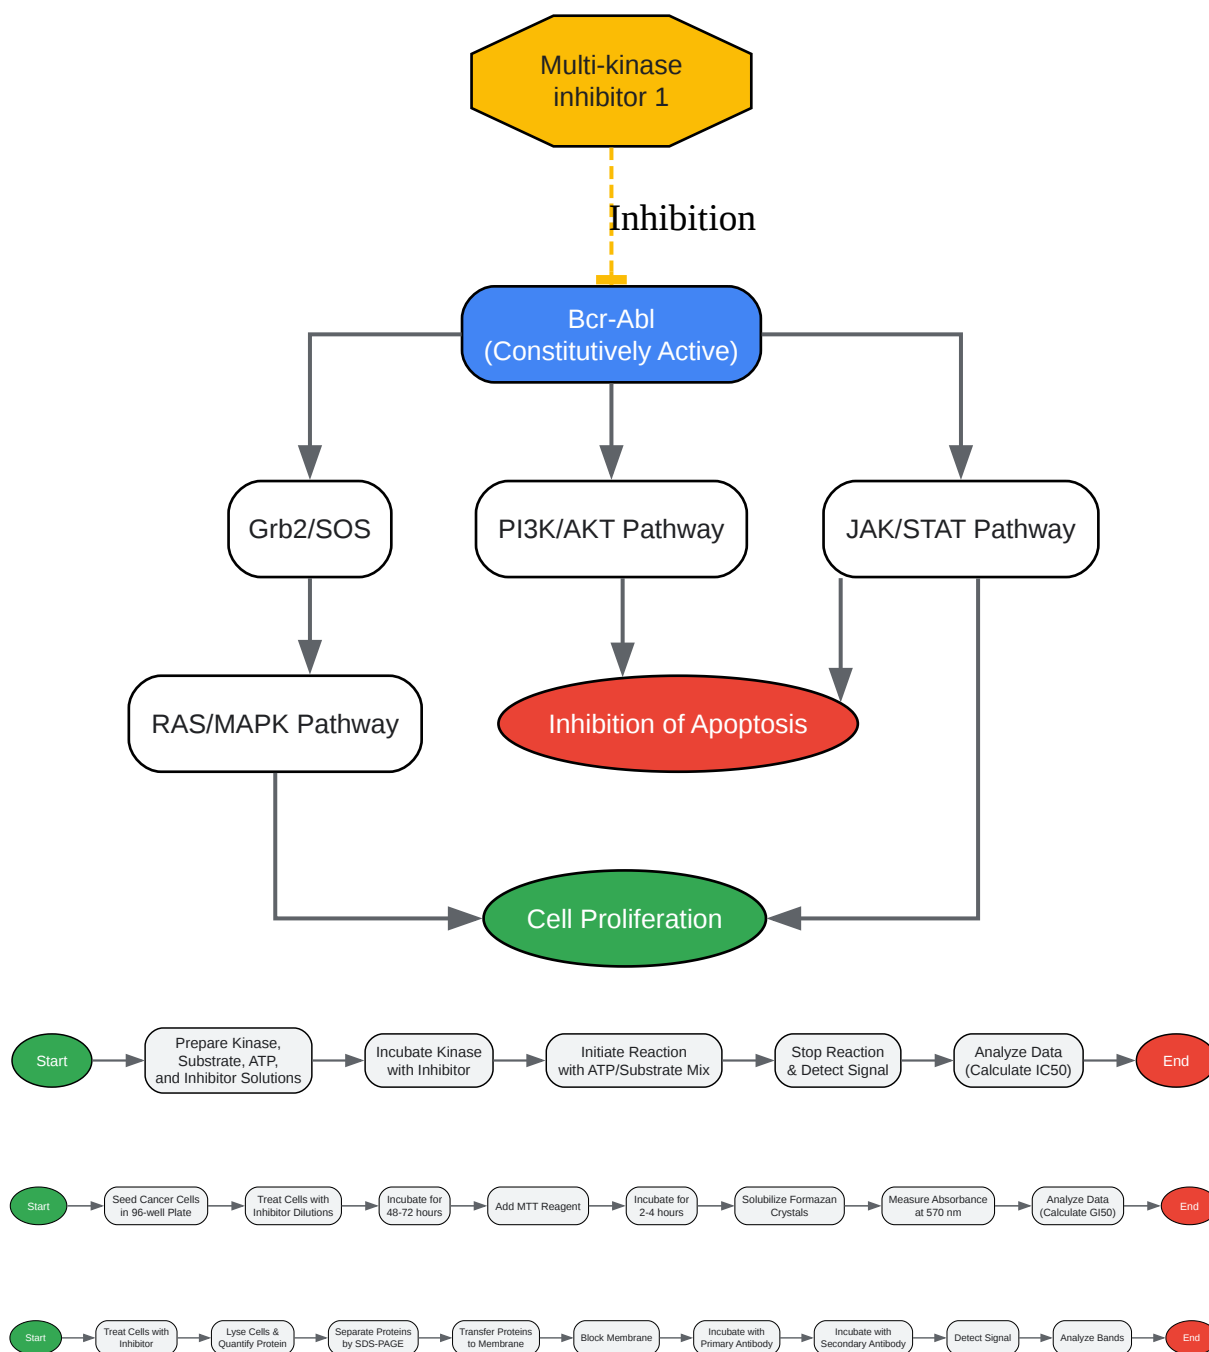 Multi-kinase
inhibitor 1
Inhibition
Bcr-Abl
(Constitutively Active)
Grb2/SOS
PI3K/AKT Pathway
JAK/STAT Pathway
RAS/MAPK Pathway
Inhibition of Apoptosis
Cell Proliferation
Start
Prepare Kinase,
Substrate, ATP,
and Inhibitor Solutions
Incubate Kinase
with Inhibitor
Initiate Reaction
with ATP/Substrate Mix
Stop Reaction
& Detect Signal
Analyze Data
(Calculate IC50)
End
Start
Seed Cancer Cells
in 96-well Plate
Treat Cells with
Inhibitor Dilutions
Incubate for
48-72 hours
Add MTT Reagent
Incubate for
2-4 hours
Solubilize Formazan
Crystals
Measure Absorbance
at 570 nm
Analyze Data
(Calculate GI50)
End
Start
Treat Cells with
Inhibitor
Lyse Cells &
Quantify Protein
Separate Proteins
by SDS-PAGE
Transfer Proteins
to Membrane
Block Membrane
Incubate with
Primary Antibody
Incubate with
Secondary Antibody
Detect Signal
Analyze Bands
End